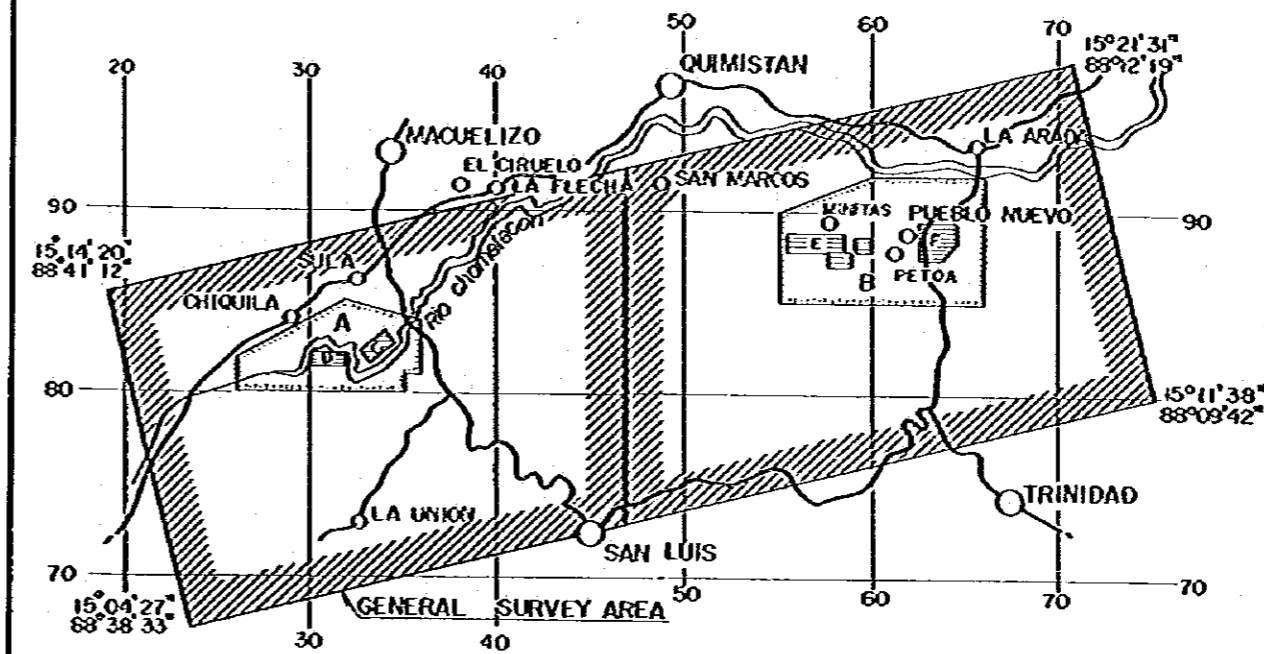 50
60
70
15°21'31"
88°12'19"
20
30
40
QUIMISTAN
MACUELIZO
LA ARAD
EL CIRUELO
LA FLECHA
SAN MARCOS
90
MINITAS
PUEBLO NUEVO
90
15°14'20"
88°41'12"
SULA
E
F
PETOA
B
CHIQUILA
A
RIO Chamelecon
C
D
80
15°11'38"
88°09'42"
TRINIDAD
LA UNION
SAN LUIS
70
70
15°04'27"
88°38'33"
GENERAL SURVEY AREA
50
60
70
30
40